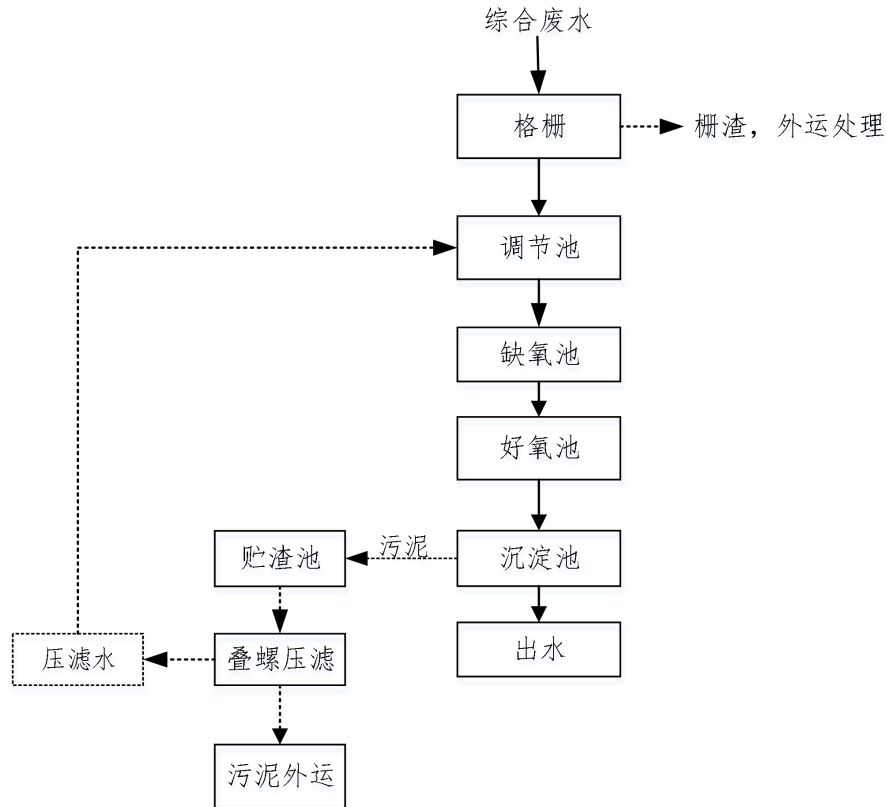 综合废水
格栅
栅渣，外运处理
调节池
缺氧池
好氧池
沉淀池
污泥
贮渣池
出水
叠螺压滤
压滤水
污泥外运